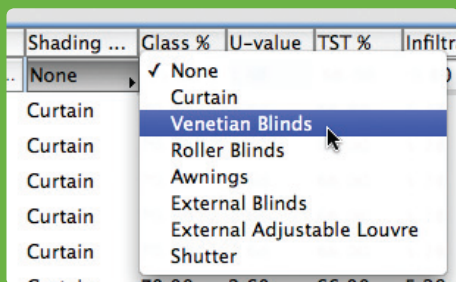 Shading ... Glass % U-value TST % Infiltr
None
✓ None
Curtain
Curtain
Venetian Blinds
Curtain
Roller Blinds
Curtain
Awnings
Curtain
External Blinds
External Adjustable Louvre
Curtain
Shutter